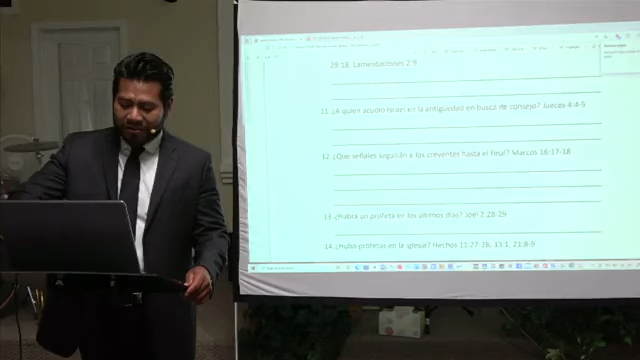 29:18, Lamentaciones 2:9
11. ¿A quien acudió Israel en la antigüedad en busca de consejo? Jueces 4:4-5
12. ¿Que señales seguirán a los creyentes hasta el final? Marcos 16:17-18
13. ¿Habrá un profeta en los últimos días? Joel 2:28-29
14. ¿Hubo profetas en la iglesia? Hechos 11:27-28, 13:1, 21:8-9